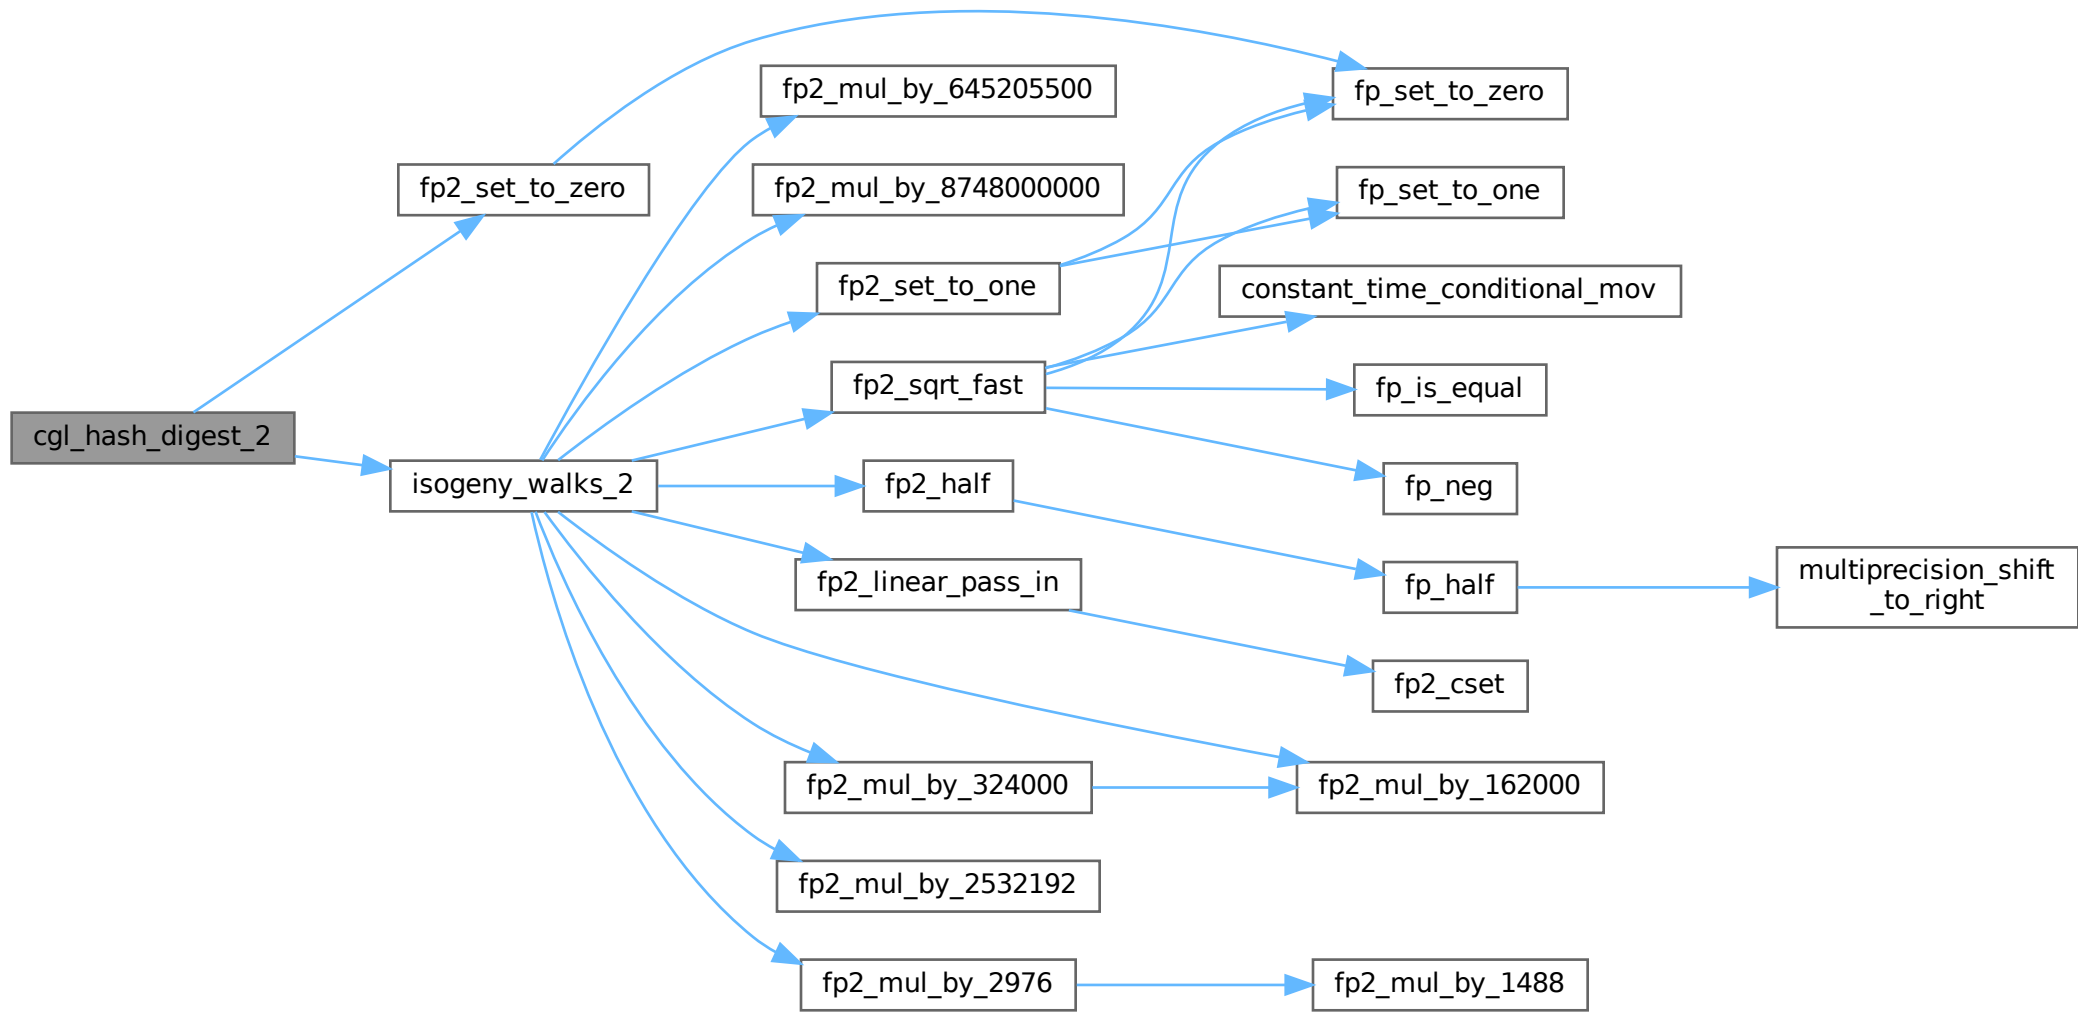 cgl_hash_digest_2
fp2_set_to_zero
isogeny_walks_2
fp2_mul_by_645205500
fp2_mul_by_8748000000
fp2_set_to_one
fp2_sqrt_fast
fp2_half
fp2_linear_pass_in
fp2_mul_by_324000
fp2_mul_by_2532192
fp2_mul_by_2976
fp_set_to_zero
fp_set_to_one
constant_time_conditional_mov
fp_is_equal
fp_neg
fp_half
fp2_cset
fp2_mul_by_162000
fp2_mul_by_1488
multiprecision_shift
_to_right